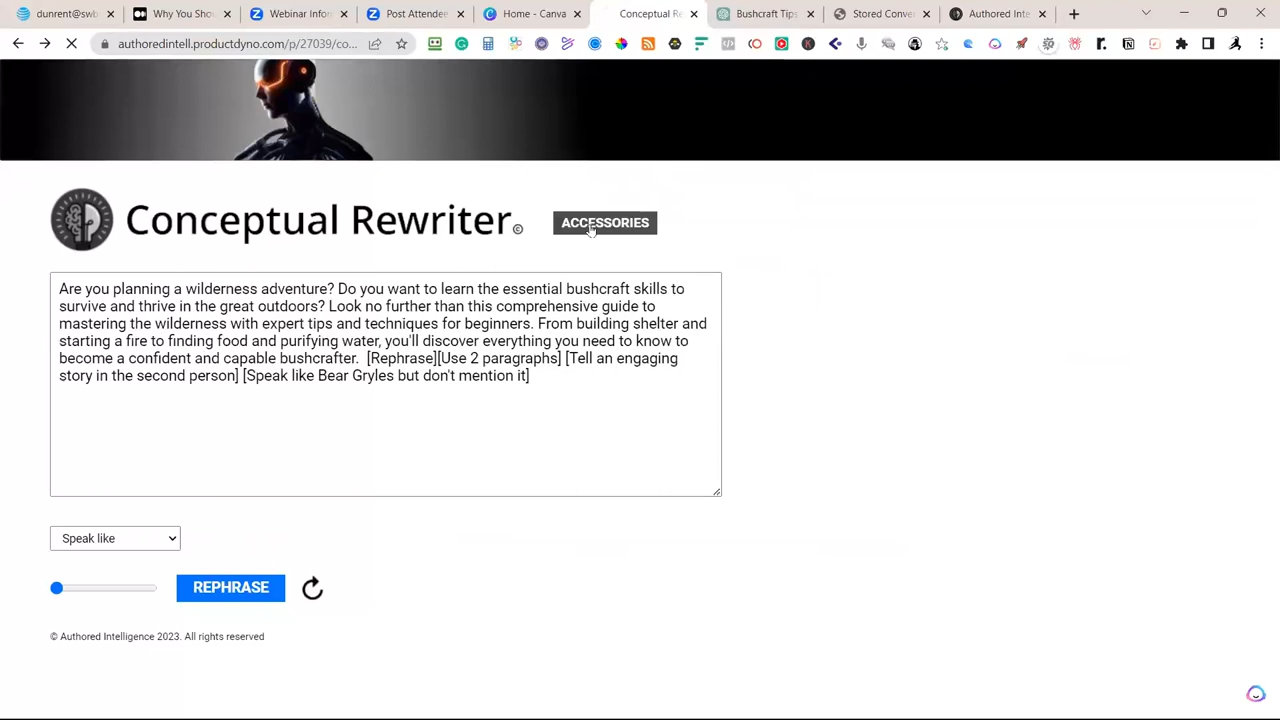 dunrent@swb
Why You Shou
Webinar Infor
Post Attendee
Home - Canva
Conceptual Re
Bushcraft Tips
Stored Conver
Authored Inte
authoredintell.productdyno.com/p/27039/co...
Conceptual Rewriter©
ACCESSORIES
Are you planning a wilderness adventure? Do you want to learn the essential bushcraft skills to
survive and thrive in the great outdoors? Look no further than this comprehensive guide to
mastering the wilderness with expert tips and techniques for beginners. From building shelter and
starting a fire to finding food and purifying water, you'll discover everything you need to know to
become a confident and capable bushcrafter.  [Rephrase][Use 2 paragraphs] [Tell an engaging
story in the second person] [Speak like Bear Gryles but don't mention it]
Speak like
REPHRASE
© Authored Intelligence 2023. All rights reserved